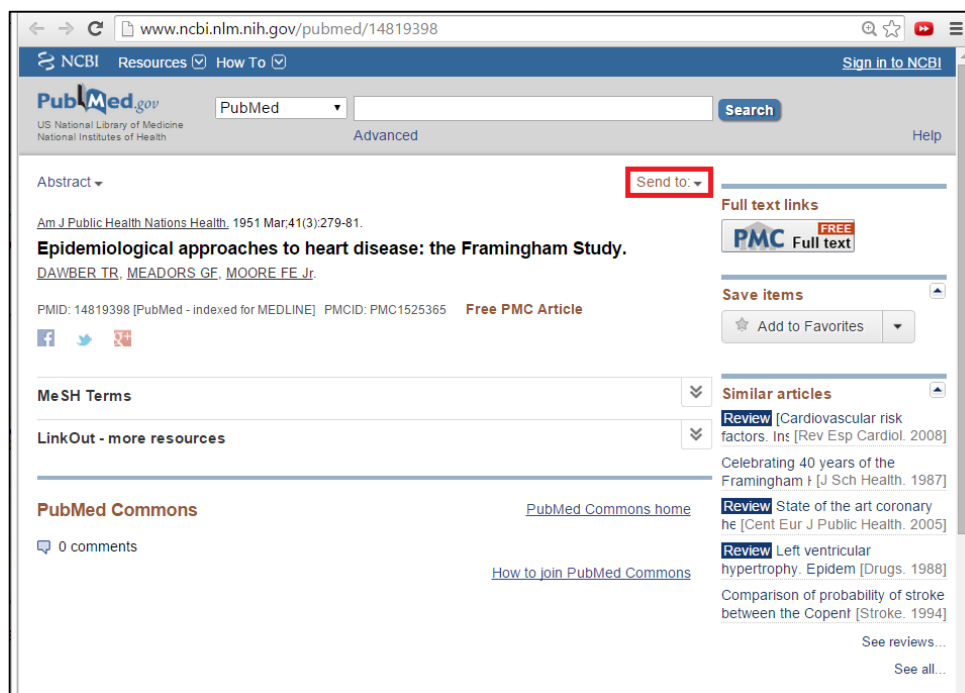 www.ncbi.nlm.nih.gov/pubmed/14819398
NCBI Resources How To Sign in to NCBI
PubMed.gov
US National Library of Medicine
National Institutes of Health
PubMed
Search
Advanced
Help
Abstract
Send to:
Am J Public Health Nations Health. 1951 Mar;41(3):279-81.
Epidemiological approaches to heart disease: the Framingham Study.
DAWBER TR, MEADORS GF, MOORE FE Jr.
PMID: 14819398 [PubMed - indexed for MEDLINE] PMCID: PMC1525365 Free PMC Article
MeSH Terms
LinkOut - more resources
PubMed Commons
PubMed Commons home
0 comments
How to join PubMed Commons
Full text links
PMC FREE Full text
Save items
Add to Favorites
Similar articles
Review [Cardiovascular risk
factors. Ins [Rev Esp Cardiol. 2008]
Celebrating 40 years of the
Framingham H [J Sch Health. 1987]
Review State of the art coronary
he [Cent Eur J Public Health. 2005]
Review Left ventricular
hypertrophy. Epidem [Drugs. 1988]
Comparison of probability of stroke
between the Copenh [Stroke. 1994]
See reviews...
See all...